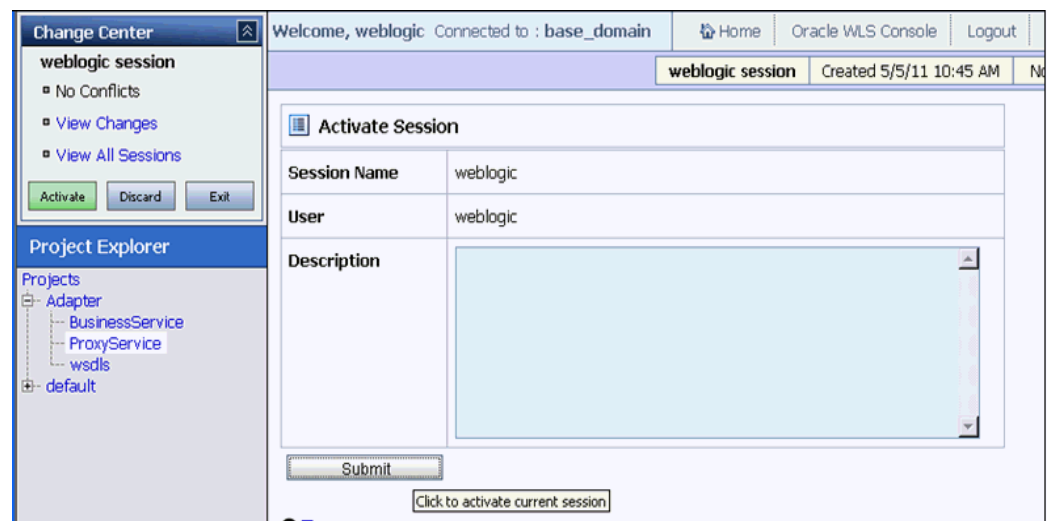 Change Center
weblogic session
No Conflicts
View Changes
View All Sessions
Activate Discard Exit
Project Explorer
Projects
Adapter
BusinessService
ProxyService
wsdls
default
Welcome, weblogic Connected to : base_domain Home Oracle WLS Console Logout
weblogic session Created 5/5/11 10:45 AM
Activate Session
Session Name weblogic
User weblogic
Description
Submit
Click to activate current session